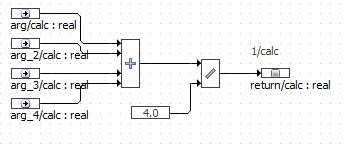 arg/calc : real
arg_2/calc : real
arg_3/calc : real
arg_4/calc : real
4.0
1/calc
return/calc : real